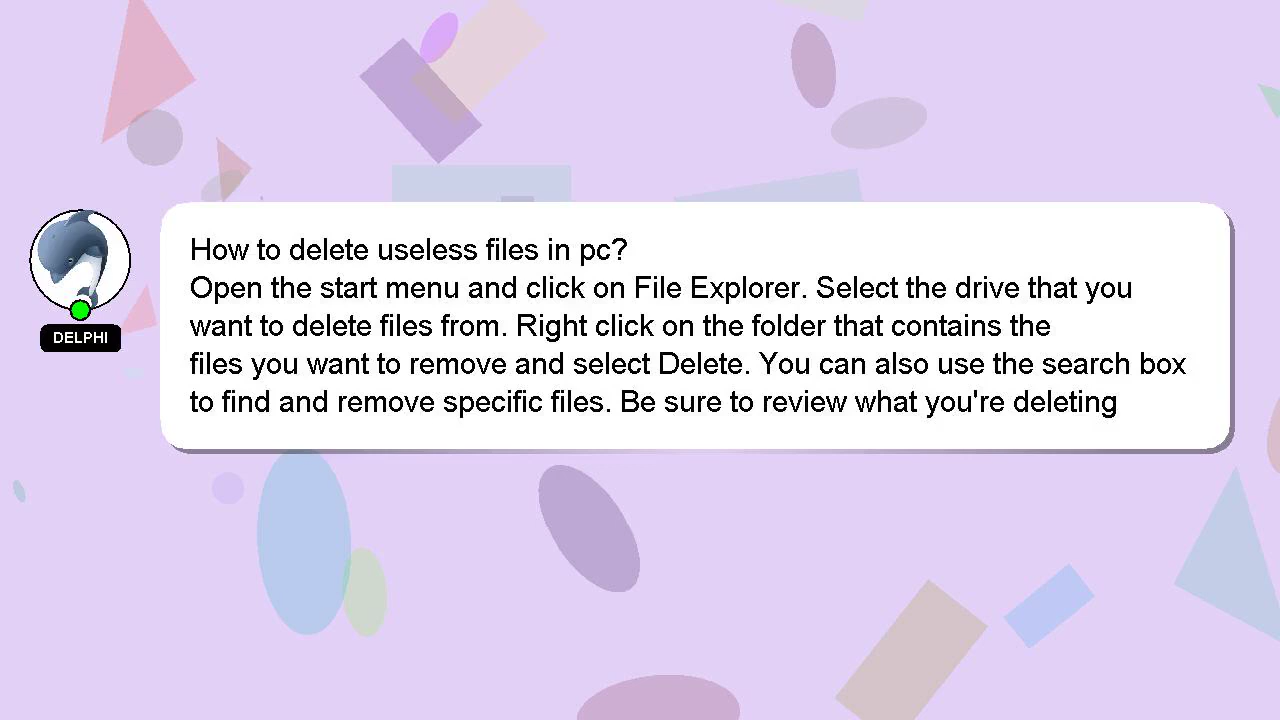 How to delete useless files in pc?
Open the start menu and click on File Explorer. Select the drive that you
want to delete files from. Right click on the folder that contains the
files you want to remove and select Delete. You can also use the search box
to find and remove specific files. Be sure to review what you're deleting
DELPHI